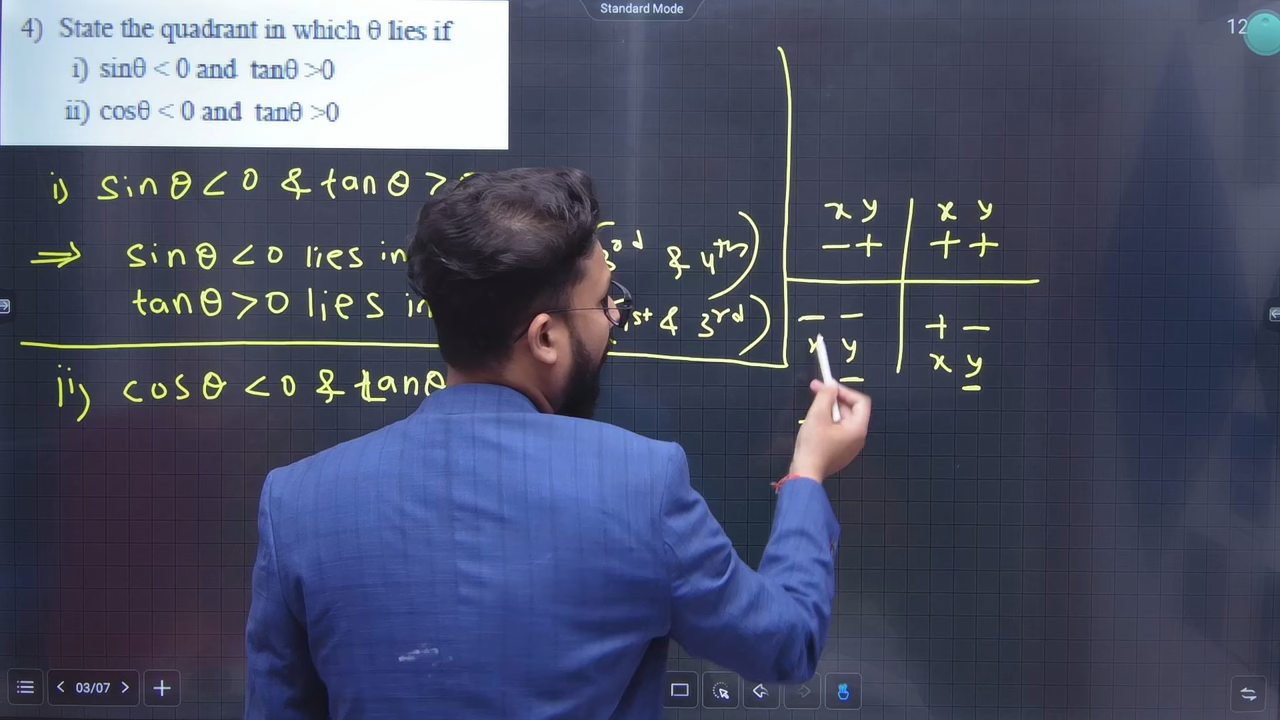 Standard Mode
12
4) State the quadrant in which θ lies if
i) sinθ < 0 and tanθ >0
ii) cosθ < 0 and tanθ >0
i) sin θ < 0 & tan θ >
⇒ sin θ < 0 lies in 3rd & 4th)
tan θ > 0 lies in 1st & 3rd)
ii) cos θ < 0 & tan θ
x y x y
− + + +
− − + −
x y x y
03/07